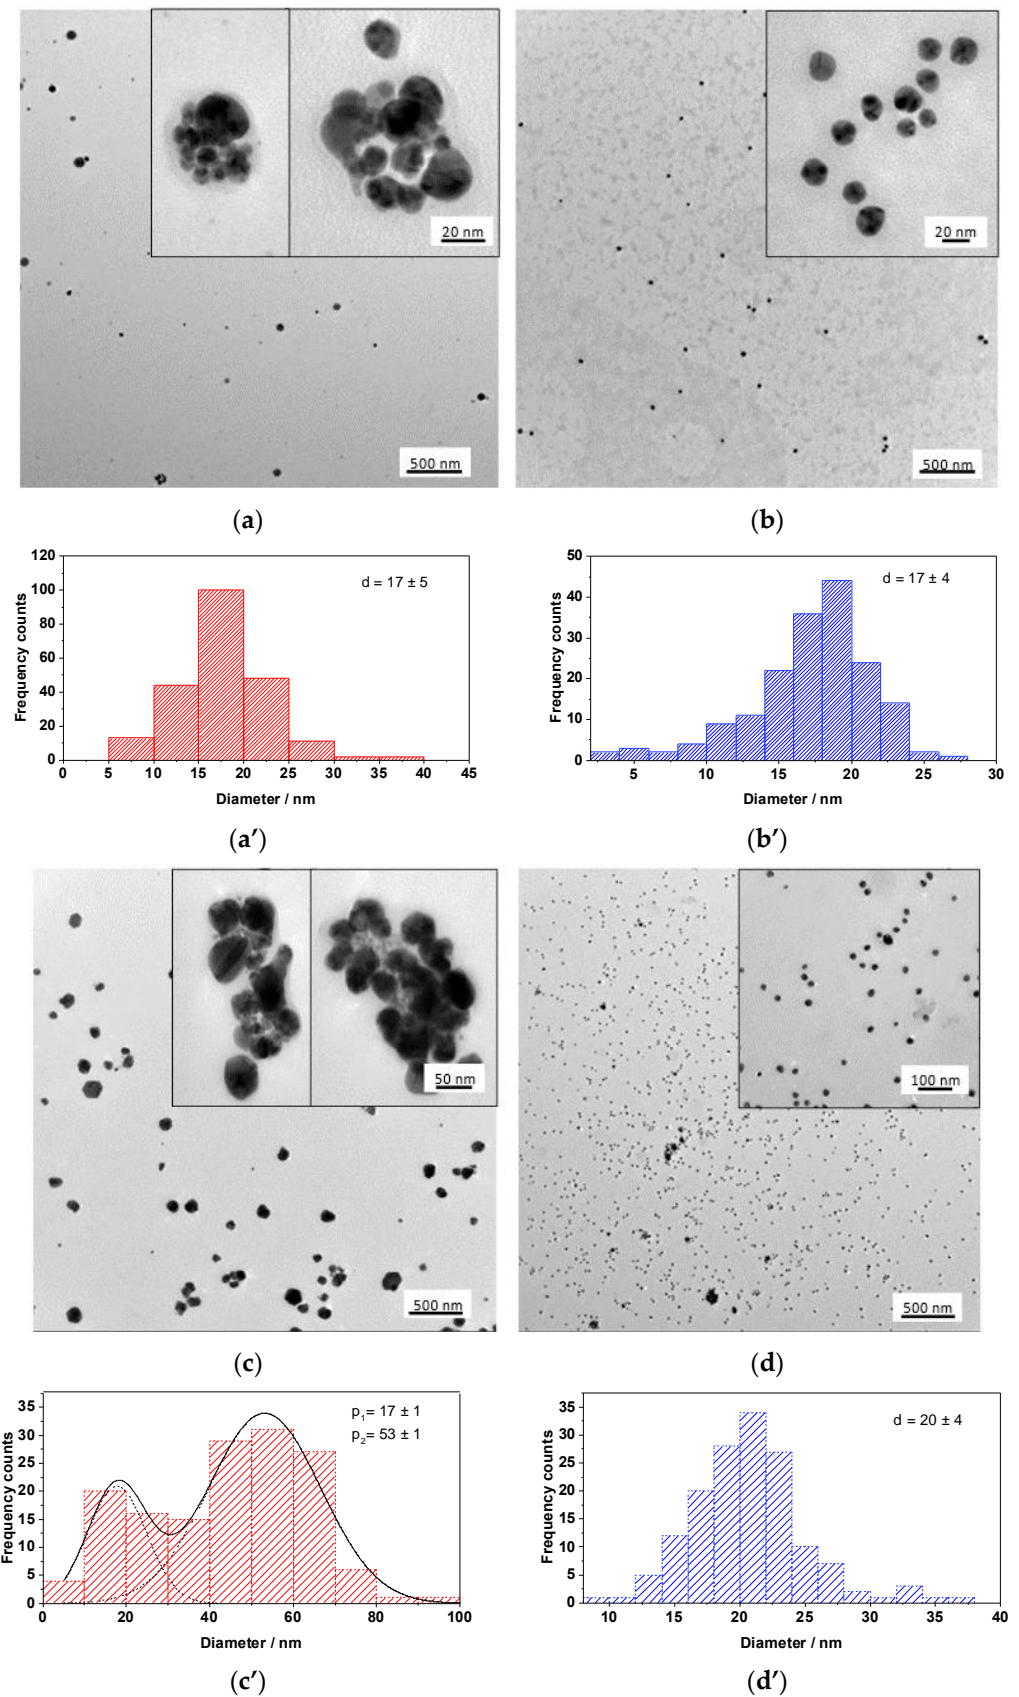 20 nm
500 nm
20 nm
500 nm
(a)
(b)
120
100
80
60
40
20
0
Frequency counts
d = 17 ± 5
0 5 10 15 20 25 30 35 40 45
Diameter / nm
50
40
30
20
10
0
Frequency counts
d = 17 ± 4
5 10 15 20 25 30
Diameter / nm
(a′)
(b′)
50 nm
500 nm
100 nm
500 nm
(c)
(d)
35
30
25
20
15
10
5
0
Frequency counts
p1= 17 ± 1
p2= 53 ± 1
0 20 40 60 80 100
Diameter / nm
35
30
25
20
15
10
5
0
Frequency counts
d = 20 ± 4
10 15 20 25 30 35 40
Diameter / nm
(c′)
(d′)